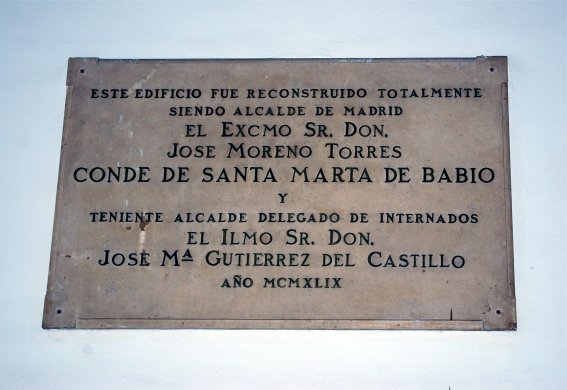 ESTE EDIFICIO FUE RECONSTRUIDO TOTALMENTE
SIENDO ALCALDE DE MADRID
EL EXCMO SR. DON.
JOSE MORENO TORRES
CONDE DE SANTA MARTA DE BABIO
Y
TENIENTE ALCALDE DELEGADO DE INTERNADOS
EL ILMO SR. DON.
JOSÉ Mª GUTIERREZ DEL CASTILLO
AÑO MCMXLIX